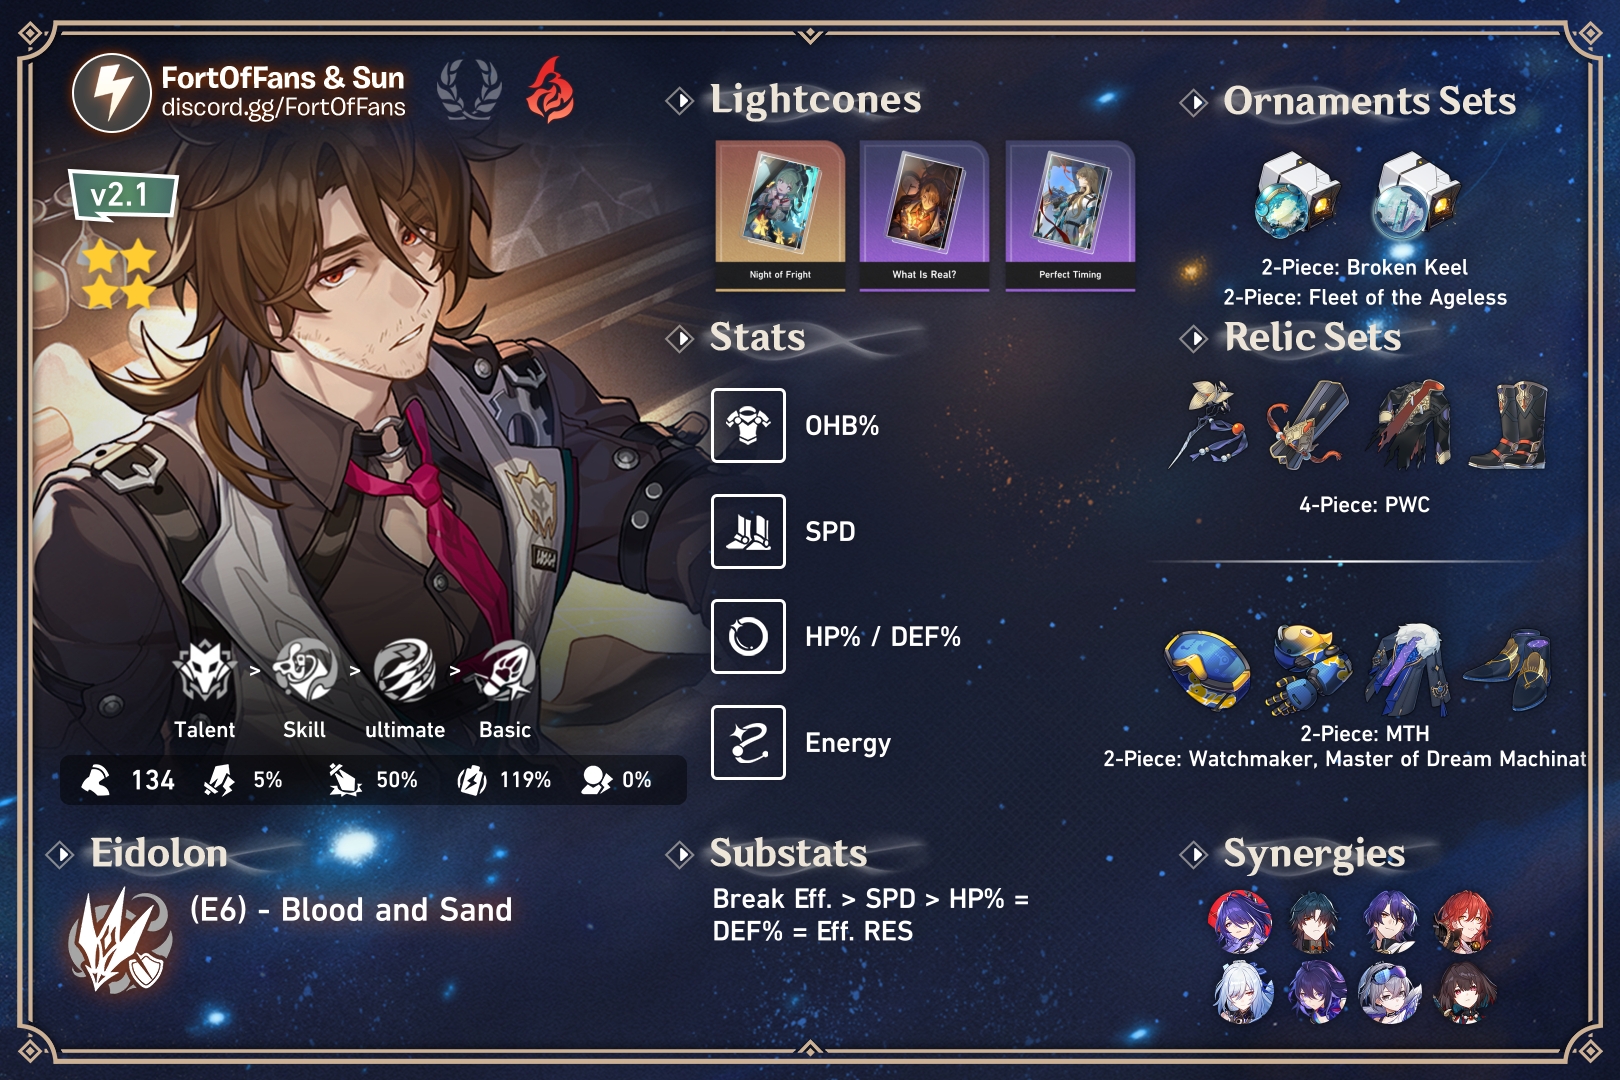 FortOfFans & Sun
discord.gg/FortOfFans
v2.1
Talent > Skill > ultimate > Basic
134 5% 50% 119% 0%
Eidolon
(E6) - Blood and Sand
Lightcones
Night of Fright
What Is Real?
Perfect Timing
Stats
OHB%
SPD
HP% / DEF%
Energy
Substats
Break Eff. > SPD > HP% =
DEF% = Eff. RES
Ornaments Sets
2-Piece: Broken Keel
2-Piece: Fleet of the Ageless
Relic Sets
4-Piece: PWC
2-Piece: MTH
2-Piece: Watchmaker, Master of Dream Machinat
Synergies